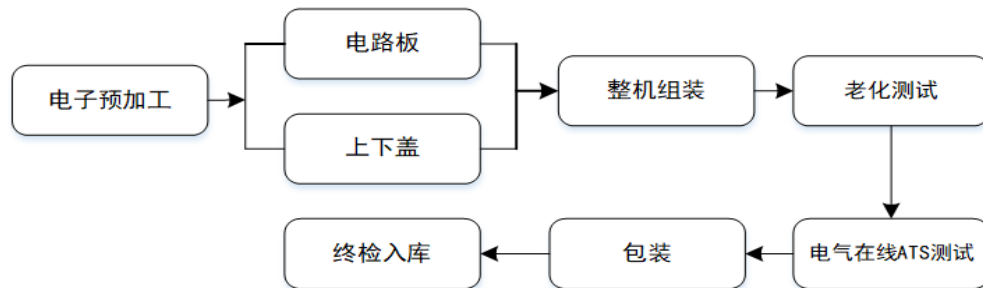 电子预加工
电路板
上下盖
整机组装
老化测试
电气在线ATS测试
包装
终检入库